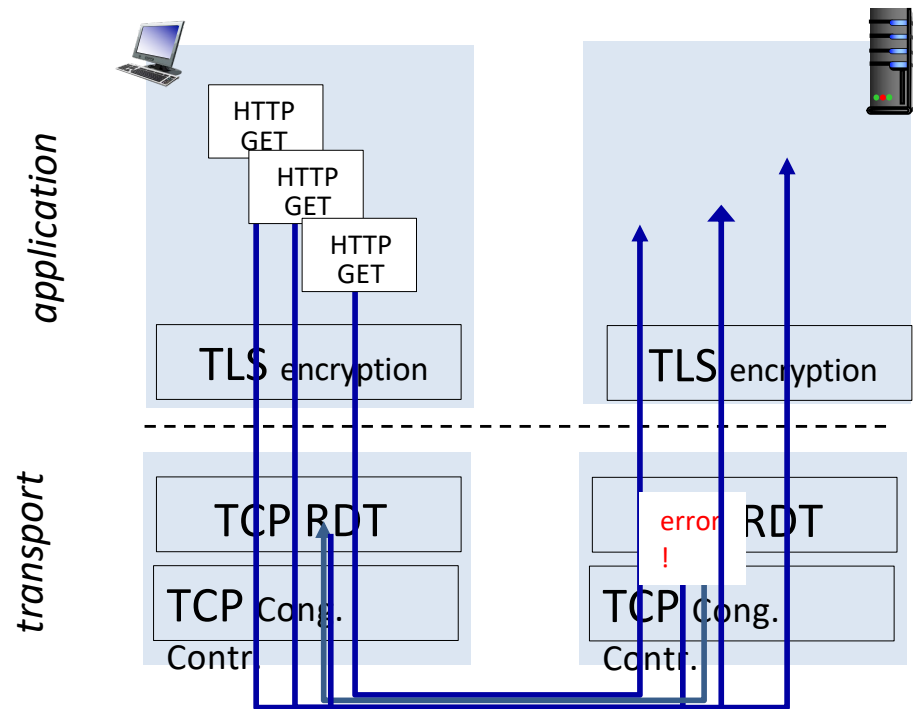 application
HTTP
GET
HTTP
GET
HTTP
GET
TLS encryption
TLS encryption
transport
TCP RDT
error
!
RDT
TCP Cong.
Contr.
TCP Cong.
Contr.